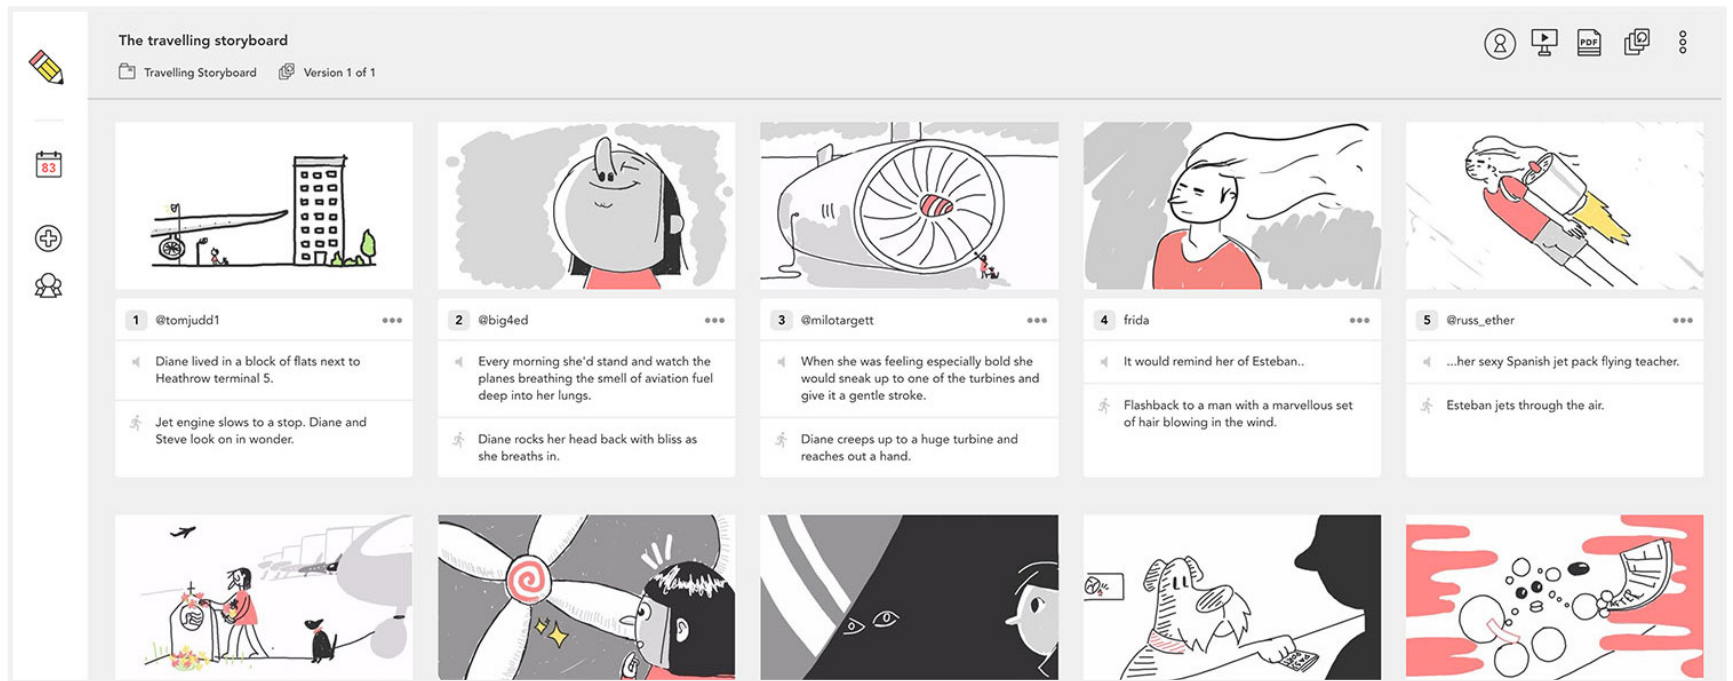 The travelling storyboard
Travelling Storyboard
Version 1 of 1
PDF
83
1 @tomjudd1
Diane lived in a block of flats next to
Heathrow terminal 5.
Jet engine slows to a stop. Diane and
Steve look on in wonder.
2 @big4ed
Every morning she'd stand and watch the
planes breathing the smell of aviation fuel
deep into her lungs.
Diane rocks her head back with bliss as
she breaths in.
3 @milotargett
When she was feeling especially bold she
would sneak up to one of the turbines and
give it a gentle stroke.
Diane creeps up to a huge turbine and
reaches out a hand.
4 frida
It would remind her of Esteban..
Flashback to a man with a marvellous set
of hair blowing in the wind.
5 @russ_ether
...her sexy Spanish jet pack flying teacher.
Esteban jets through the air.